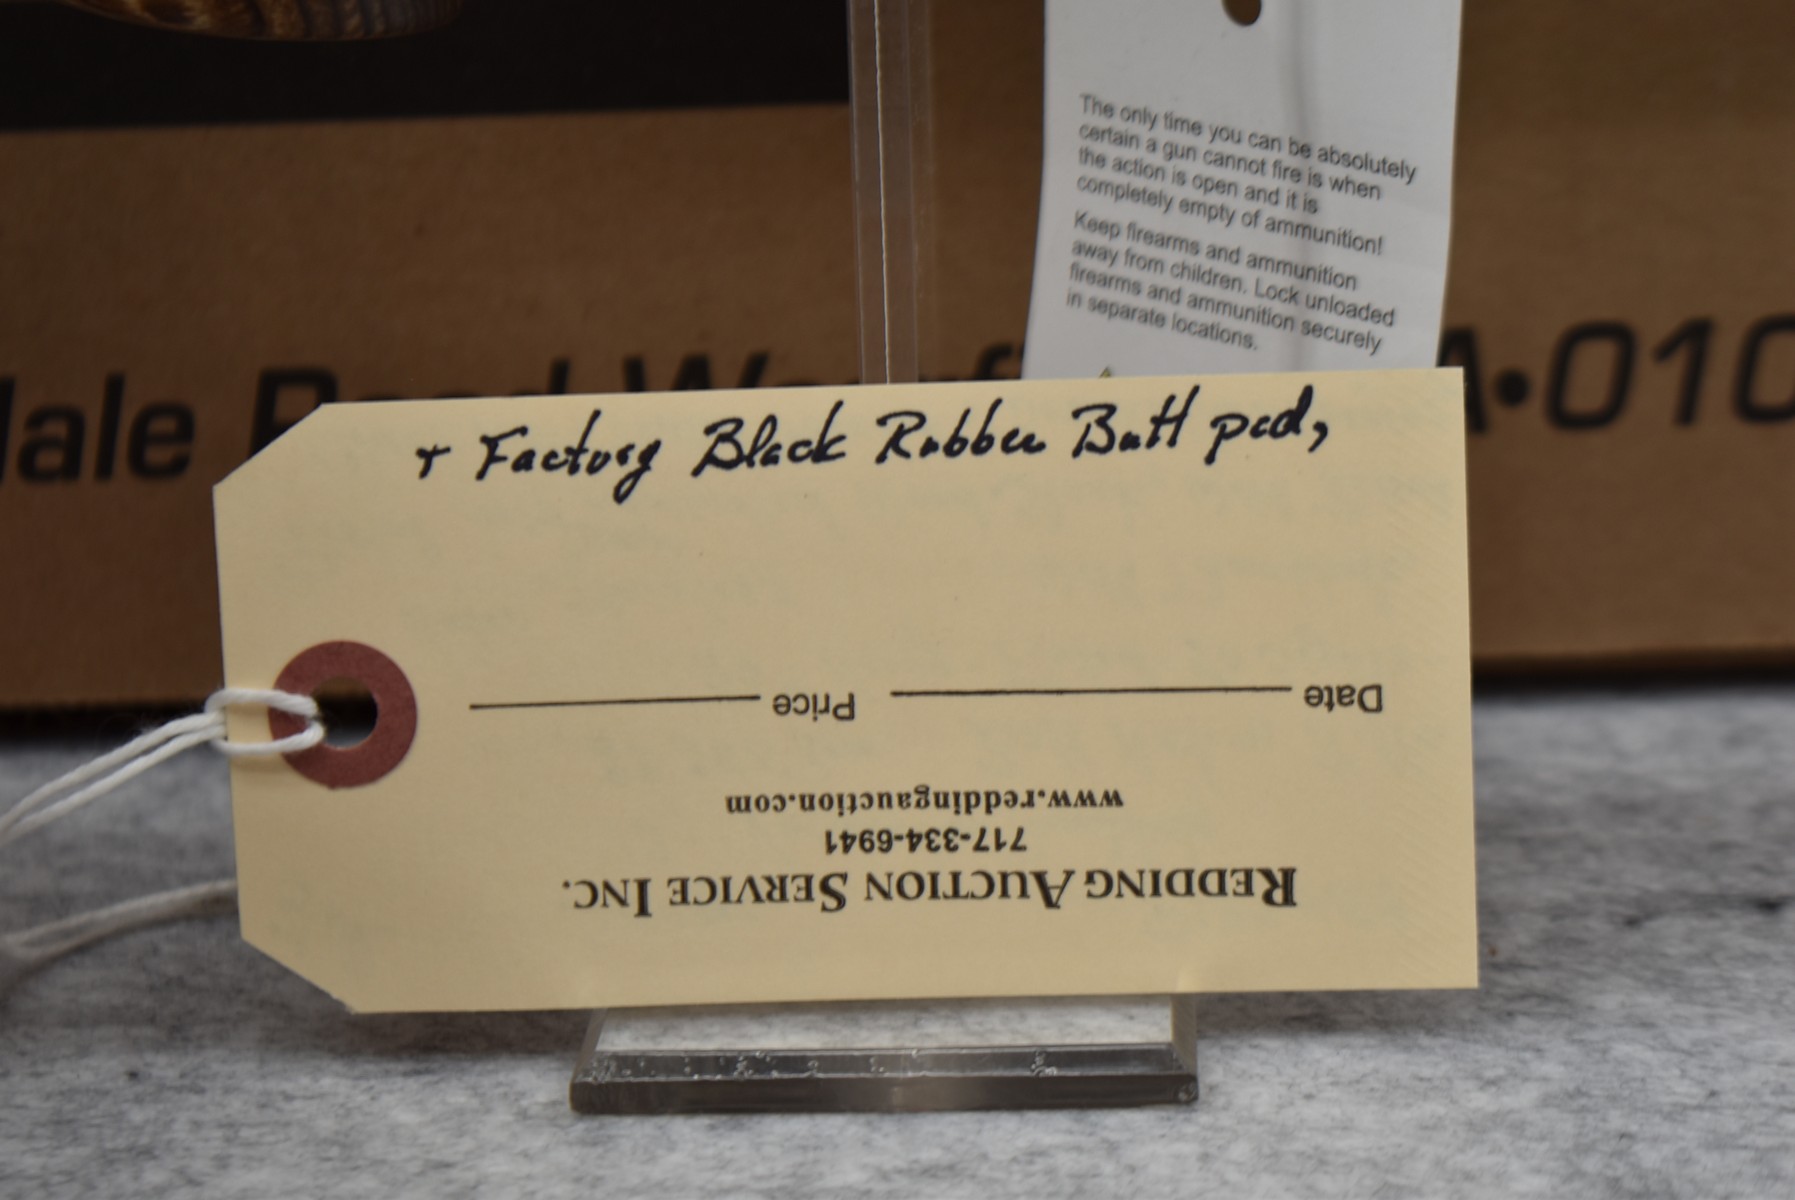 The only time you can be absolutely
certain a gun cannot fire is when
the action is open and it is
completely empty of ammunition!
Keep firearms and ammunition
away from children. Lock unloaded
firearms and ammunition securely
in separate locations.
dale Road A•010
+ Factory Black Rubber Butt pad,
Date Price
www.reddingauction.com
717-334-6941
REDDING AUCTION SERVICE INC.